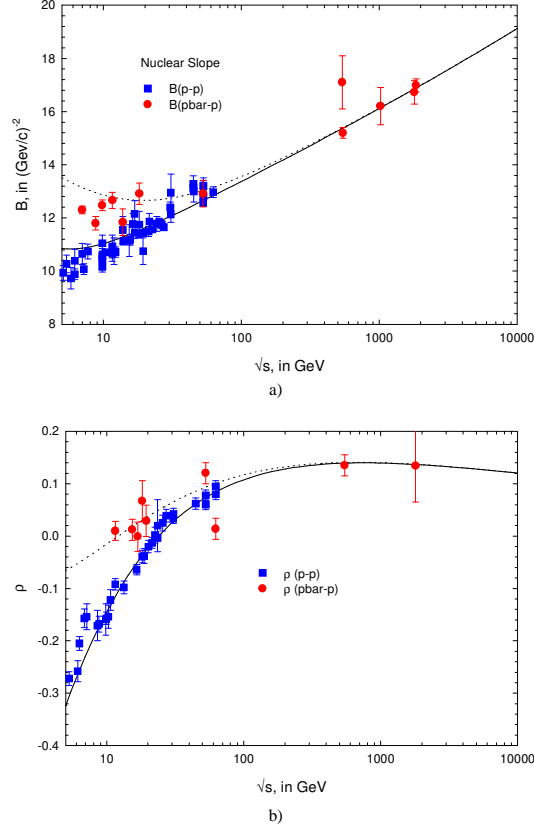 20
18
16
14
12
10
8
B, in (Gev/c)-2
Nuclear Slope
B(p-p)
B(pbar-p)
10
100
1000
10000
√s, in GeV
a)
0.2
0.1
0.0
-0.1
-0.2
-0.3
-0.4
ρ
ρ (p-p)
ρ (pbar-p)
10
100
1000
10000
√s, in GeV
b)